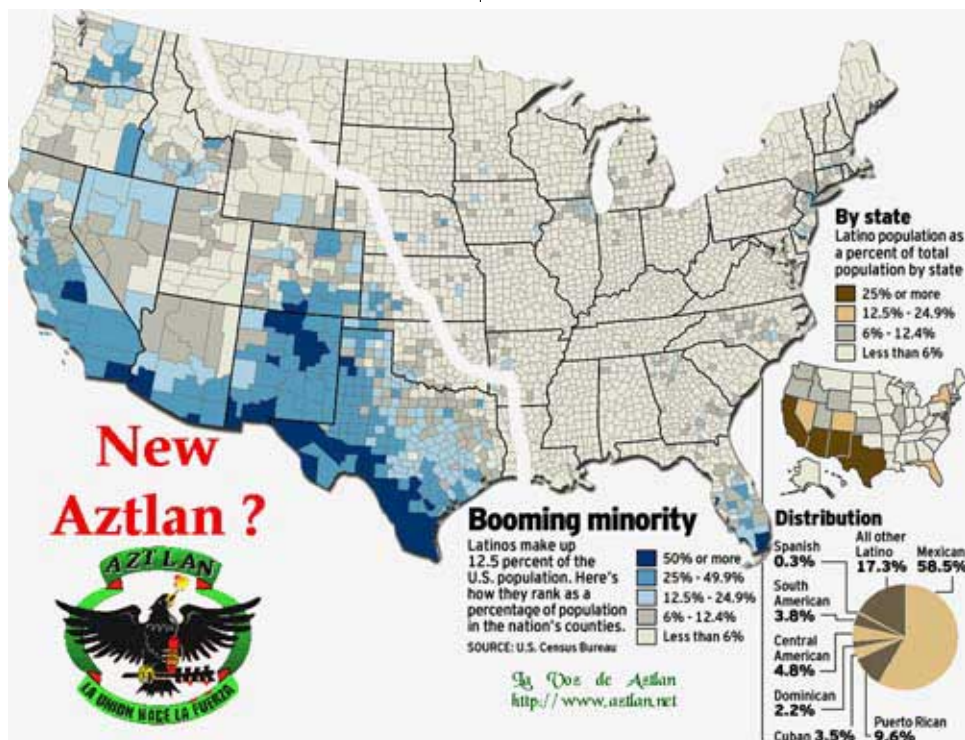 New
Aztlan ?
AZTLAN
LA UNION HACE LA FUERZA
Booming minority
Latinos make up
12.5 percent of the
U.S. population. Here's
how they rank as a
percentage of population
in the nation's counties.
SOURCE: U.S. Census Bureau
50% or more
25% - 49.9%
12.5% - 24.9%
6% - 12.4%
Less than 6%
La Voz de Aztlan
http://www.aztlan.net
By state
Latino population as
a percent of total
population by state
25% or more
12.5% - 24.9%
6% - 12.4%
Less than 6%
Distribution
Spanish
0.3%
All other
Latino
17.3%
Mexican
58.5%
South
American
3.8%
Central
American
4.8%
Dominican
2.2%
Cuban 3.5%
Puerto Rican
9.6%